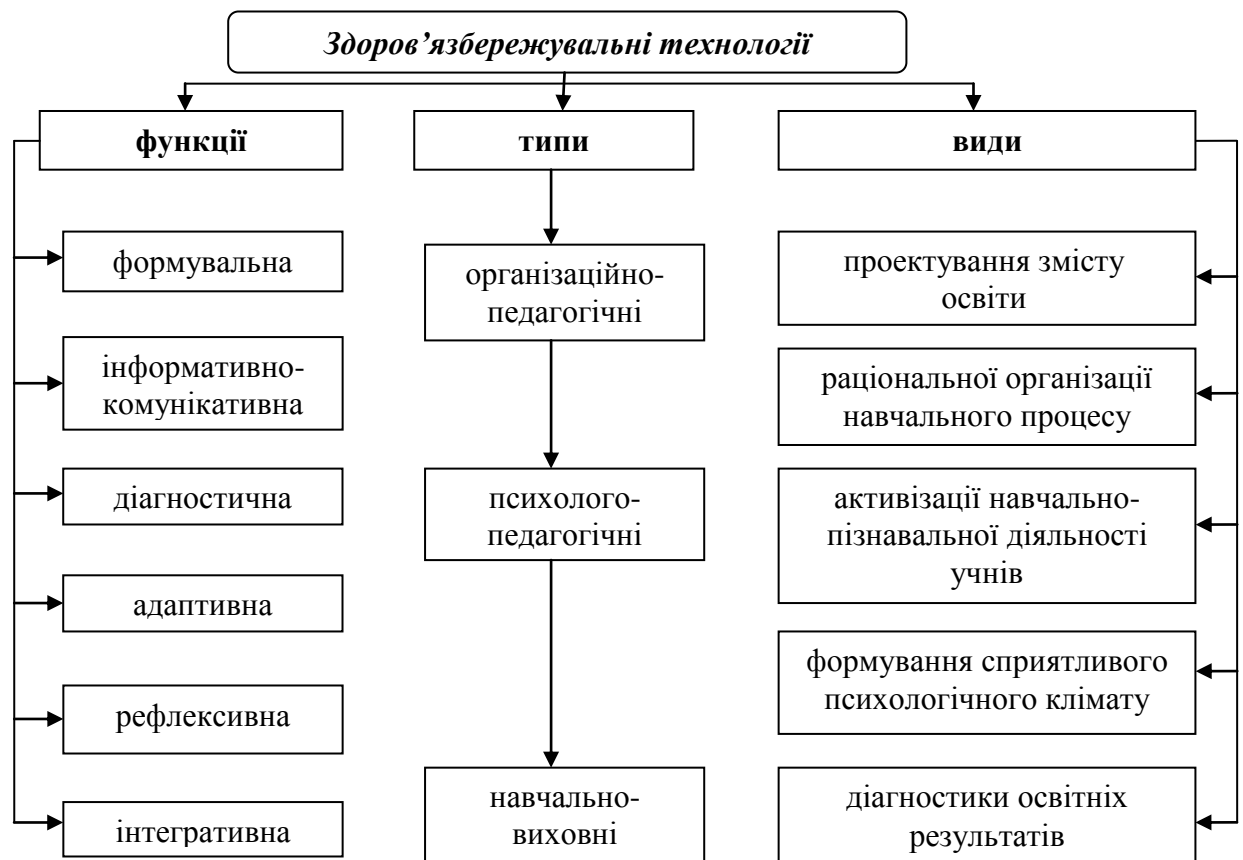 Здоров’язбережувальні технології
функції
типи
види
формувальна
інформативно-
комунікативна
діагностична
адаптивна
рефлексивна
інтегративна
організаційно-
педагогічні
психолого-
педагогічні
навчально-
виховні
проектування змісту
освіти
раціональної організації
навчального процесу
активізації навчально-
пізнавальної діяльності
учнів
формування сприятливого
психологічного клімату
діагностики освітніх
результатів